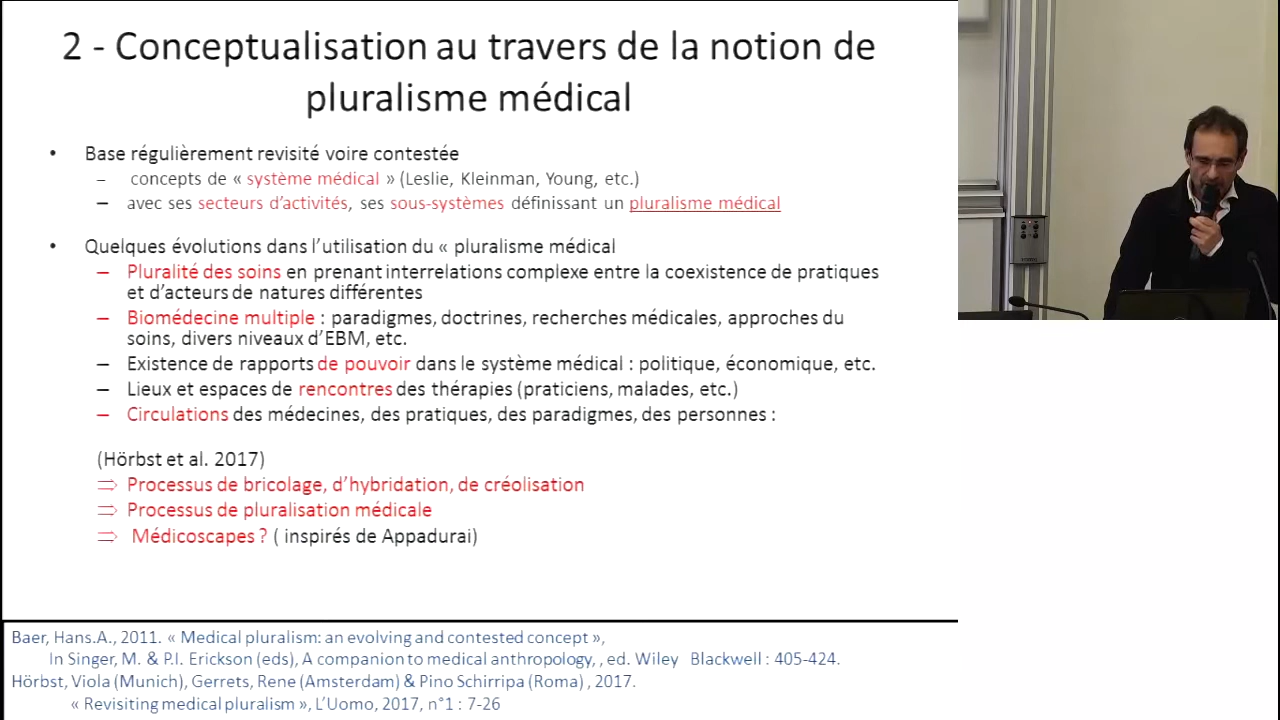 2 - Conceptualisation au travers de la notion de
pluralisme médical
• Base régulièrement revisité voire contestée
– concepts de « système médical » (Leslie, Kleinman, Young, etc.)
– avec ses secteurs d’activités, ses sous-systèmes définissant un pluralisme médical
• Quelques évolutions dans l’utilisation du « pluralisme médical
– Pluralité des soins en prenant interrelations complexe entre la coexistence de pratiques
et d’acteurs de natures différentes
– Biomédecine multiple : paradigmes, doctrines, recherches médicales, approches du
soins, divers niveaux d’EBM, etc.
– Existence de rapports de pouvoir dans le système médical : politique, économique, etc.
– Lieux et espaces de rencontres des thérapies (praticiens, malades, etc.)
– Circulations des médecines, des pratiques, des paradigmes, des personnes :
(Hörbst et al. 2017)
⇒ Processus de bricolage, d’hybridation, de créolisation
⇒ Processus de pluralisation médicale
⇒ Médicoscapes ? ( inspirés de Appadurai)
Baer, Hans.A., 2011. « Medical pluralism: an evolving and contested concept »,
In Singer, M. & P.I. Erickson (eds), A companion to medical anthropology, , ed. Wiley Blackwell : 405-424.
Hörbst, Viola (Munich), Gerrets, Rene (Amsterdam) & Pino Schirripa (Roma) , 2017.
« Revisiting medical pluralism », L’Uomo, 2017, n°1 : 7-26